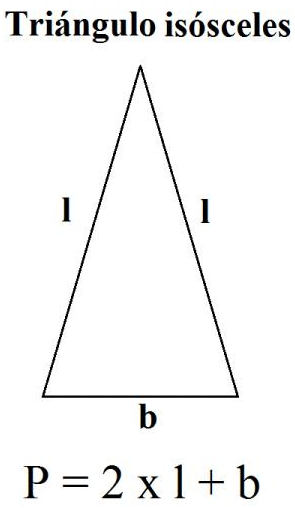 Triángulo isósceles
l l
b
P = 2 x l + b